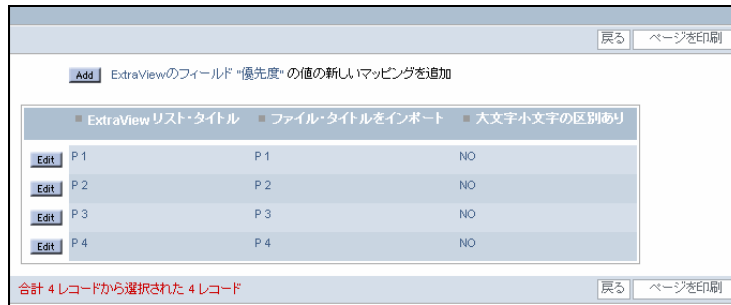 戻る ページを印刷
Add ExtraViewのフィールド "優先度" の値の新しいマッピングを追加
ExtraView リスト・タイトル ファイル・タイトルをインポート 大文字小文字の区別あり
Edit P 1 P 1 NO
Edit P 2 P 2 NO
Edit P 3 P 3 NO
Edit P 4 P 4 NO
合計 4 レコードから選択された 4 レコード 戻る ページを印刷